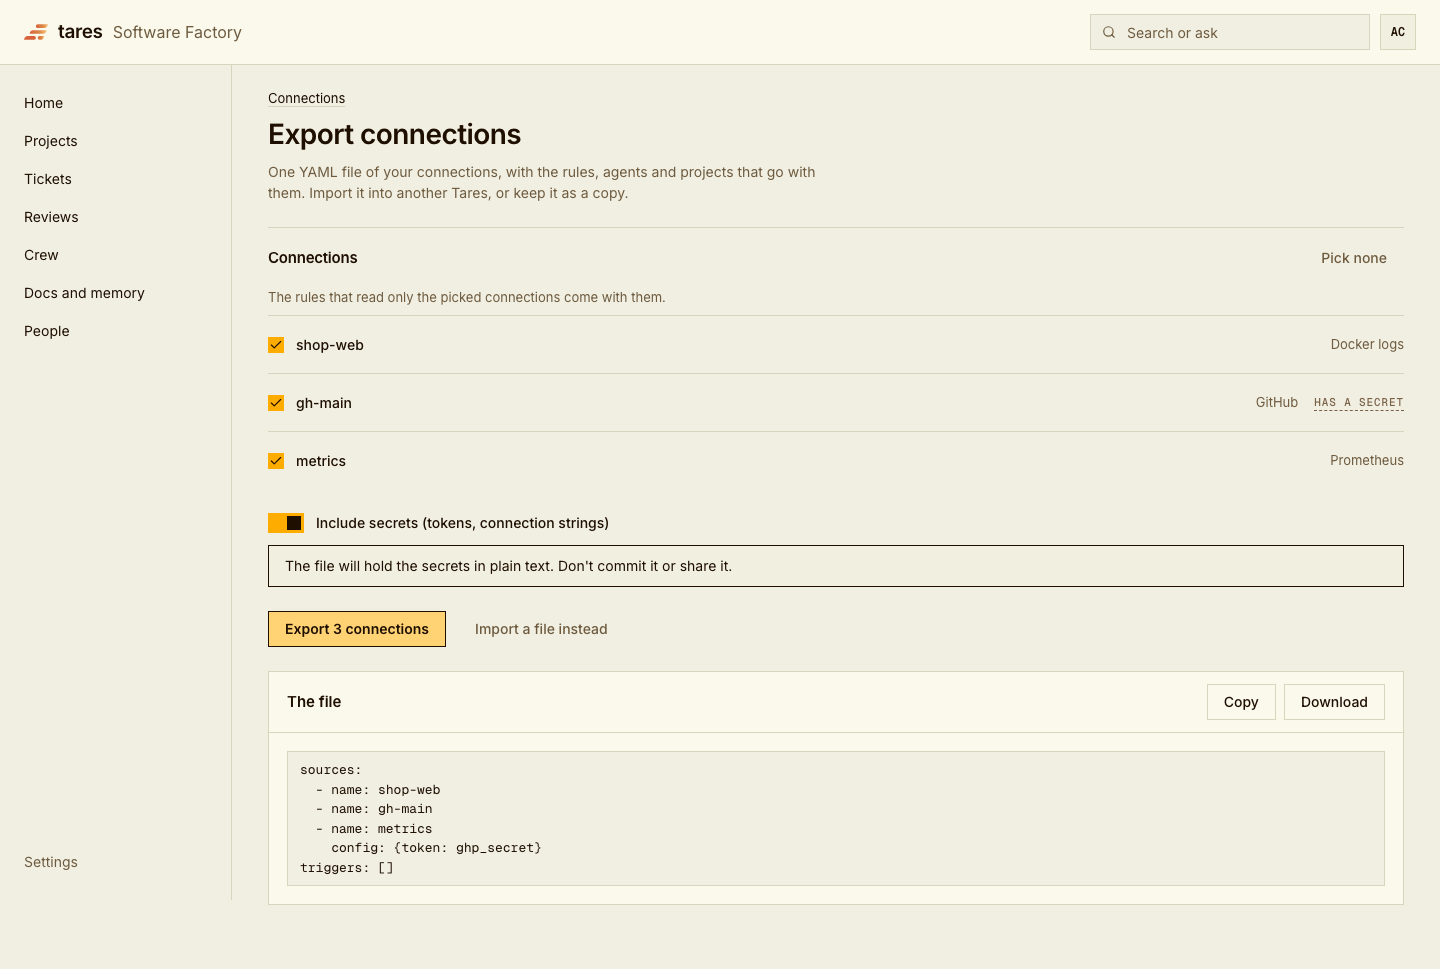 tares Software Factory
Search or ask
AC
Home
Projects
Tickets
Reviews
Crew
Docs and memory
People
Settings
Connections
Export connections
One YAML file of your connections, with the rules, agents and projects that go with
them. Import it into another Tares, or keep it as a copy.
Connections
Pick none
The rules that read only the picked connections come with them.
shop-web
Docker logs
gh-main
GitHub HAS A SECRET
metrics
Prometheus
Include secrets (tokens, connection strings)
The file will hold the secrets in plain text. Don't commit it or share it.
Export 3 connections
Import a file instead
The file
Copy
Download
sources:
  - name: shop-web
  - name: gh-main
  - name: metrics
    config: {token: ghp_secret}
triggers: []